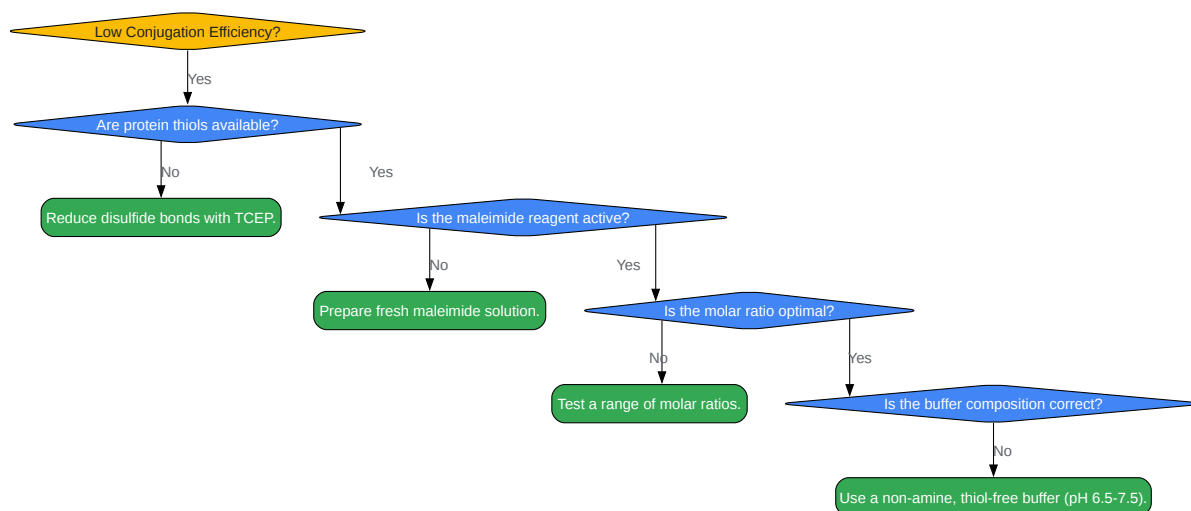 Low Conjugation Efficiency?
Yes
Are protein thiols available?
No
Yes
Reduce disulfide bonds with TCEP.
Is the maleimide reagent active?
No
Yes
Prepare fresh maleimide solution.
Is the molar ratio optimal?
No
Yes
Test a range of molar ratios.
Is the buffer composition correct?
No
Use a non-amine, thiol-free buffer (pH 6.5-7.5).